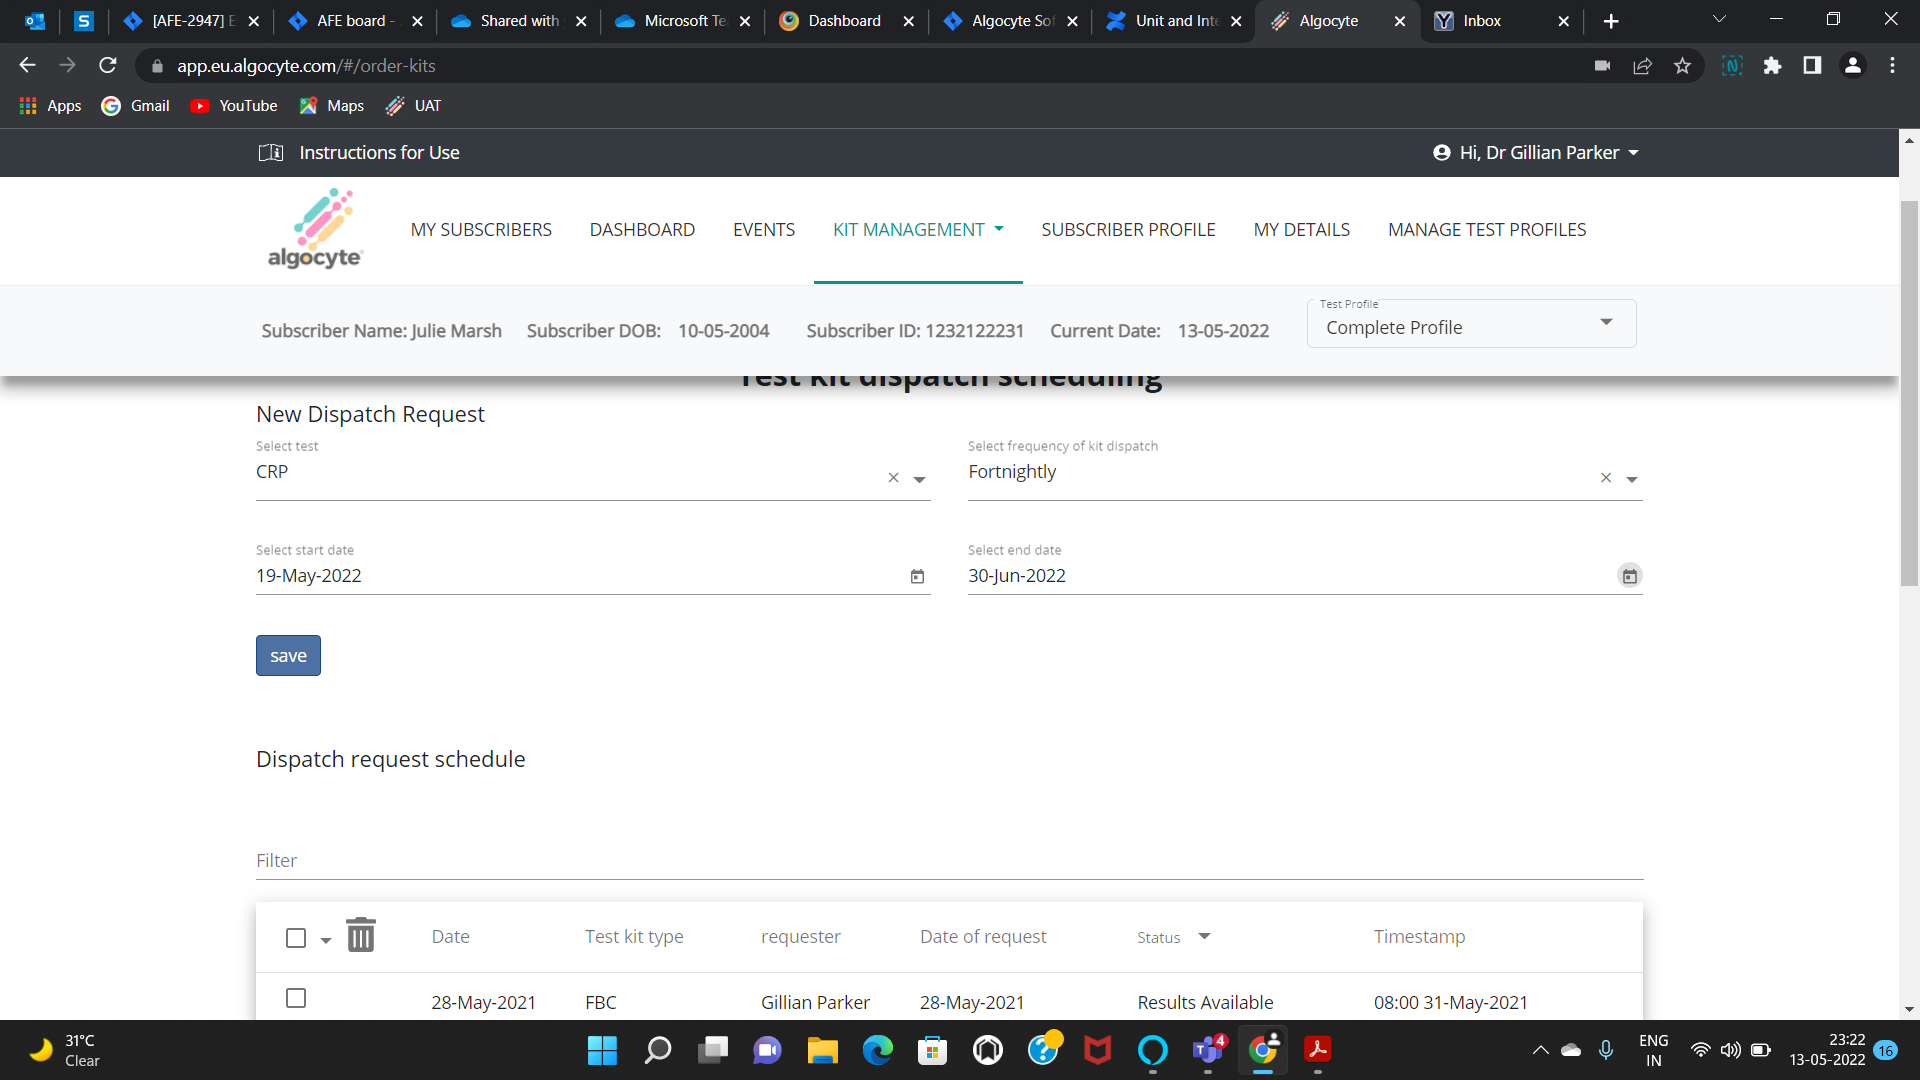 [AFE-2947] E
AFE board -
Shared with
Microsoft Te
Dashboard
Algocyte Sof
Unit and Inte
Algocyte
Inbox
app.eu.algocyte.com/#/order-kits
Apps
Gmail
YouTube
Maps
UAT
Instructions for Use
Hi, Dr Gillian Parker
algocyte
MY SUBSCRIBERS
DASHBOARD
EVENTS
KIT MANAGEMENT
SUBSCRIBER PROFILE
MY DETAILS
MANAGE TEST PROFILES
Subscriber Name: Julie Marsh
Subscriber DOB: 10-05-2004
Subscriber ID: 1232122231
Current Date: 13-05-2022
Test Profile
Complete Profile
Test kit dispatch scheduling
New Dispatch Request
Select test
CRP
Select frequency of kit dispatch
Fortnightly
Select start date
19-May-2022
Select end date
30-Jun-2022
save
Dispatch request schedule
Filter
Date Test kit type requester Date of request Status Timestamp
28-May-2021 FBC Gillian Parker 28-May-2021 Results Available 08:00 31-May-2021
31°C
Clear
4
ENG
IN
23:22
13-05-2022
16